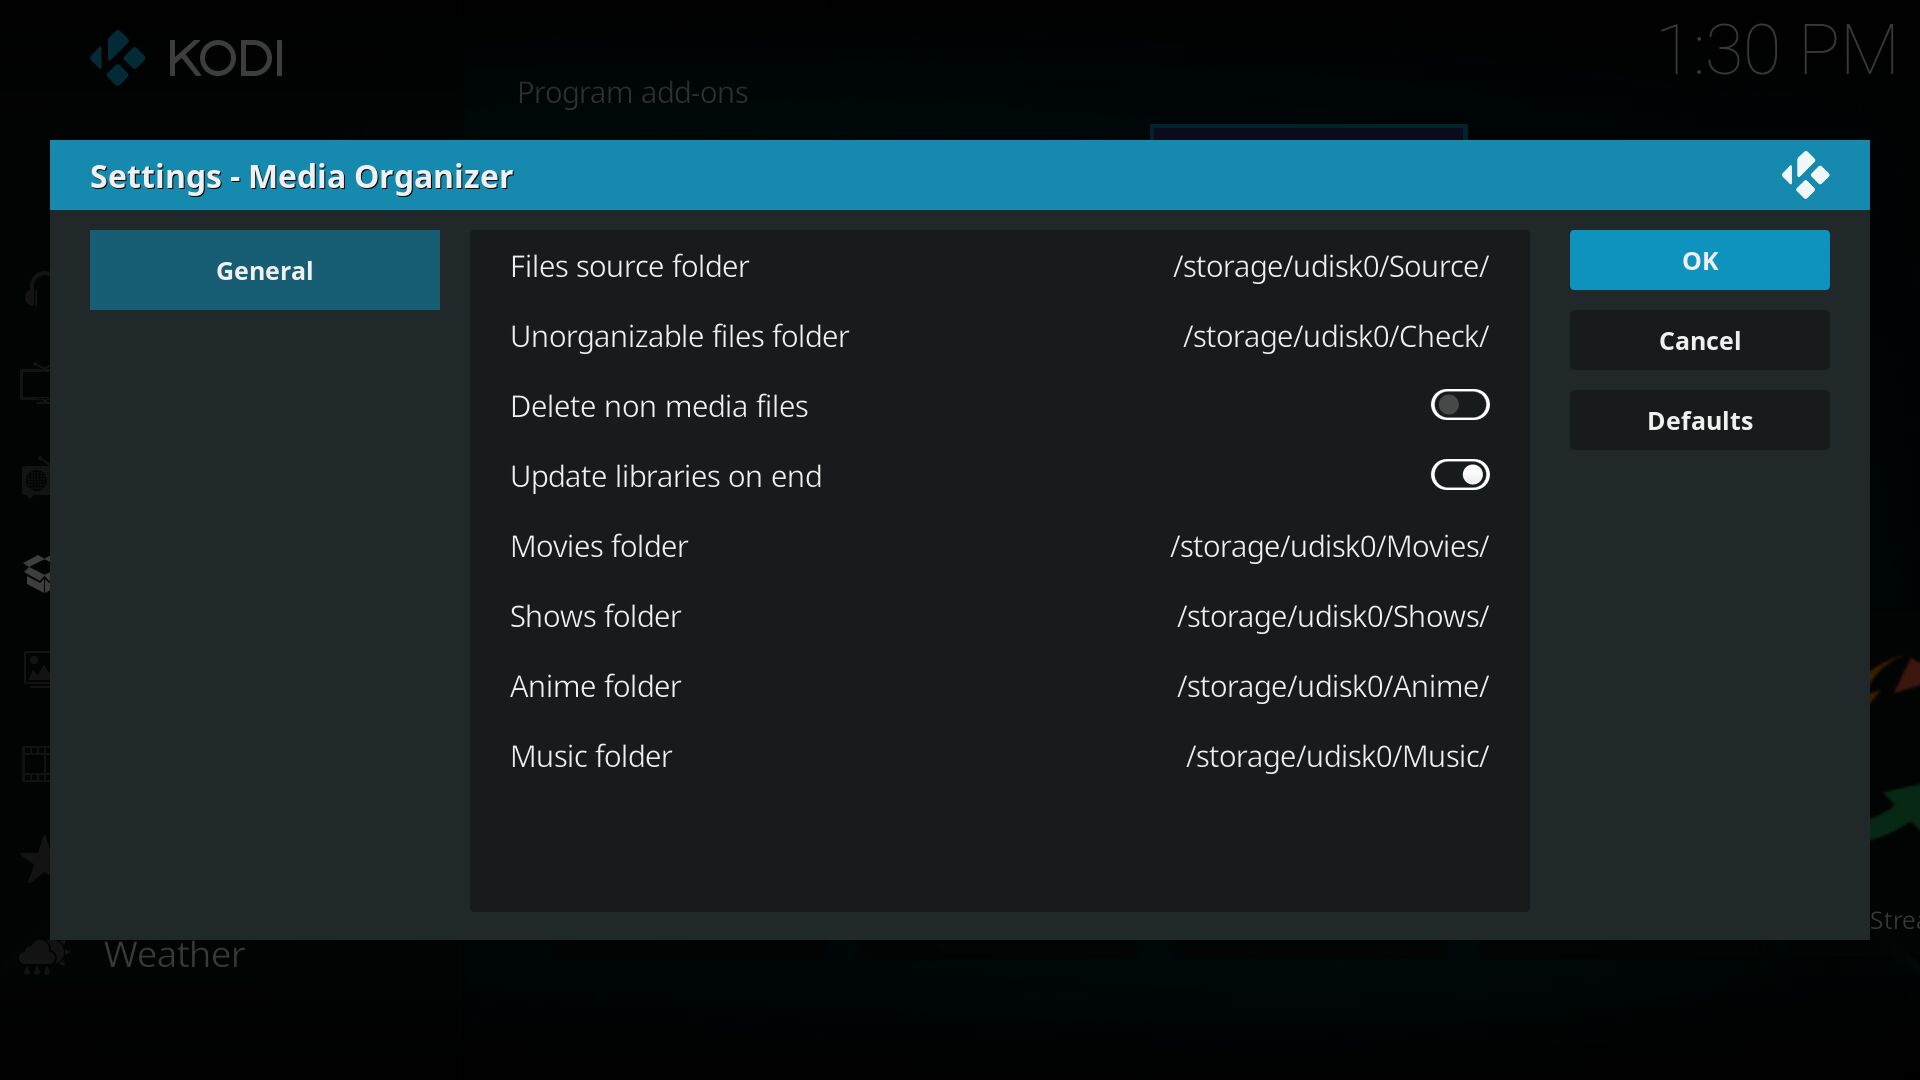 KODI
1:30 PM
Program add-ons
Settings - Media Organizer
General
Files source folder /storage/udisk0/Source/
Unorganizable files folder /storage/udisk0/Check/
Delete non media files
Update libraries on end
Movies folder /storage/udisk0/Movies/
Shows folder /storage/udisk0/Shows/
Anime folder /storage/udisk0/Anime/
Music folder /storage/udisk0/Music/
OK
Cancel
Defaults
Strea
Weather